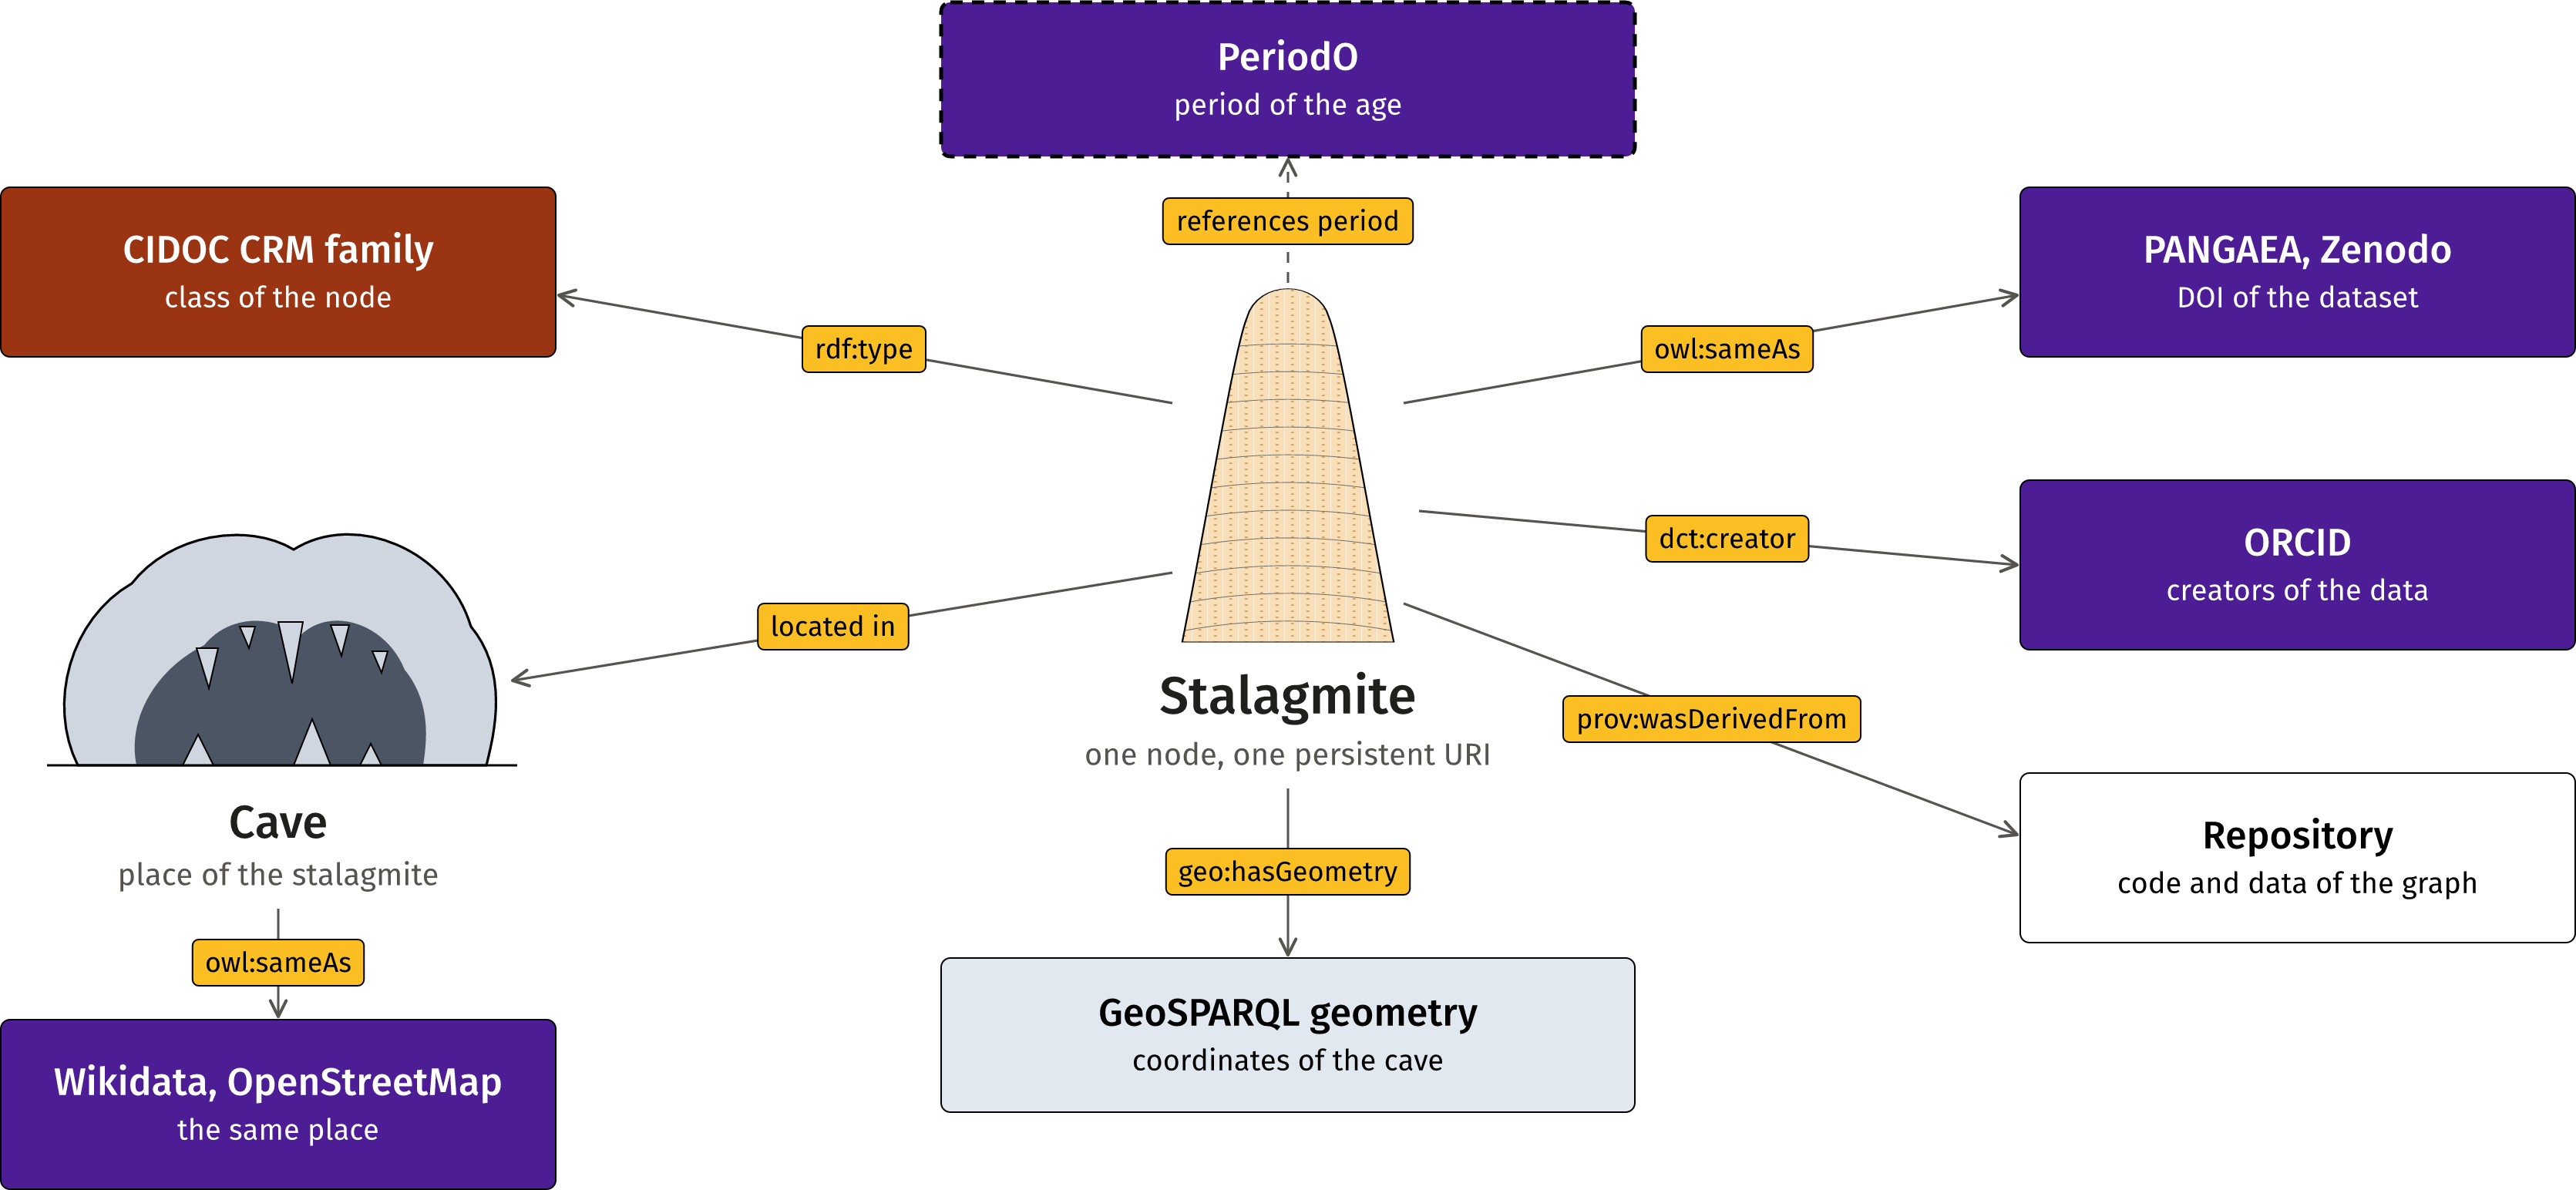 PeriodO
period of the age
references period
CIDOC CRM family
class of the node
rdf:type
PANGAEA, Zenodo
DOI of the dataset
owl:sameAs
ORCID
creators of the data
dct:creator
located in
Stalagmite
one node, one persistent URI
prov:wasDerivedFrom
Repository
code and data of the graph
Cave
place of the stalagmite
owl:sameAs
Wikidata, OpenStreetMap
the same place
geo:hasGeometry
GeoSPARQL geometry
coordinates of the cave